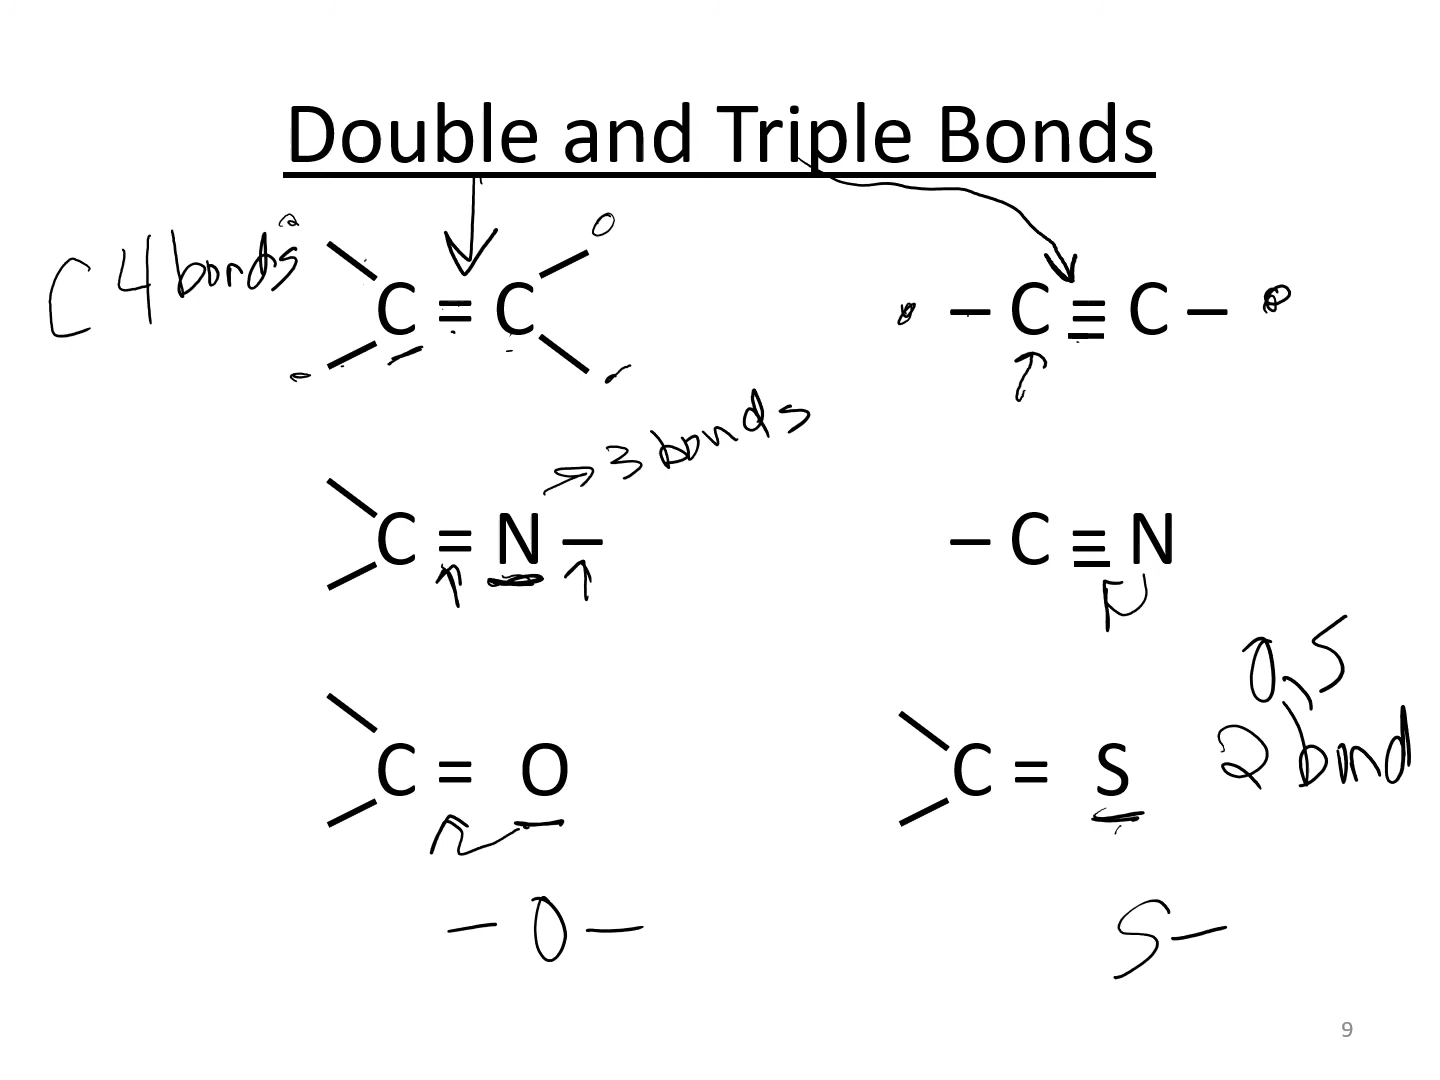 Double and Triple Bonds
C 4 bonds
C = C
– C ≡ C –
→ 3 bonds
C = N –
– C ≡ N
O, S
2 bond
C = O
C = S
– O –
S –
9